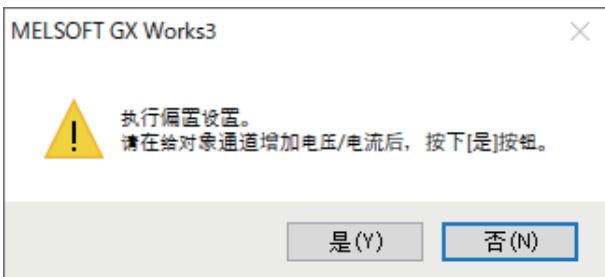 MELSOFT GX Works3
执行偏置设置。
请在给对象通道增加电压/电流后，按下[是]按钮。
是(Y)
否(N)